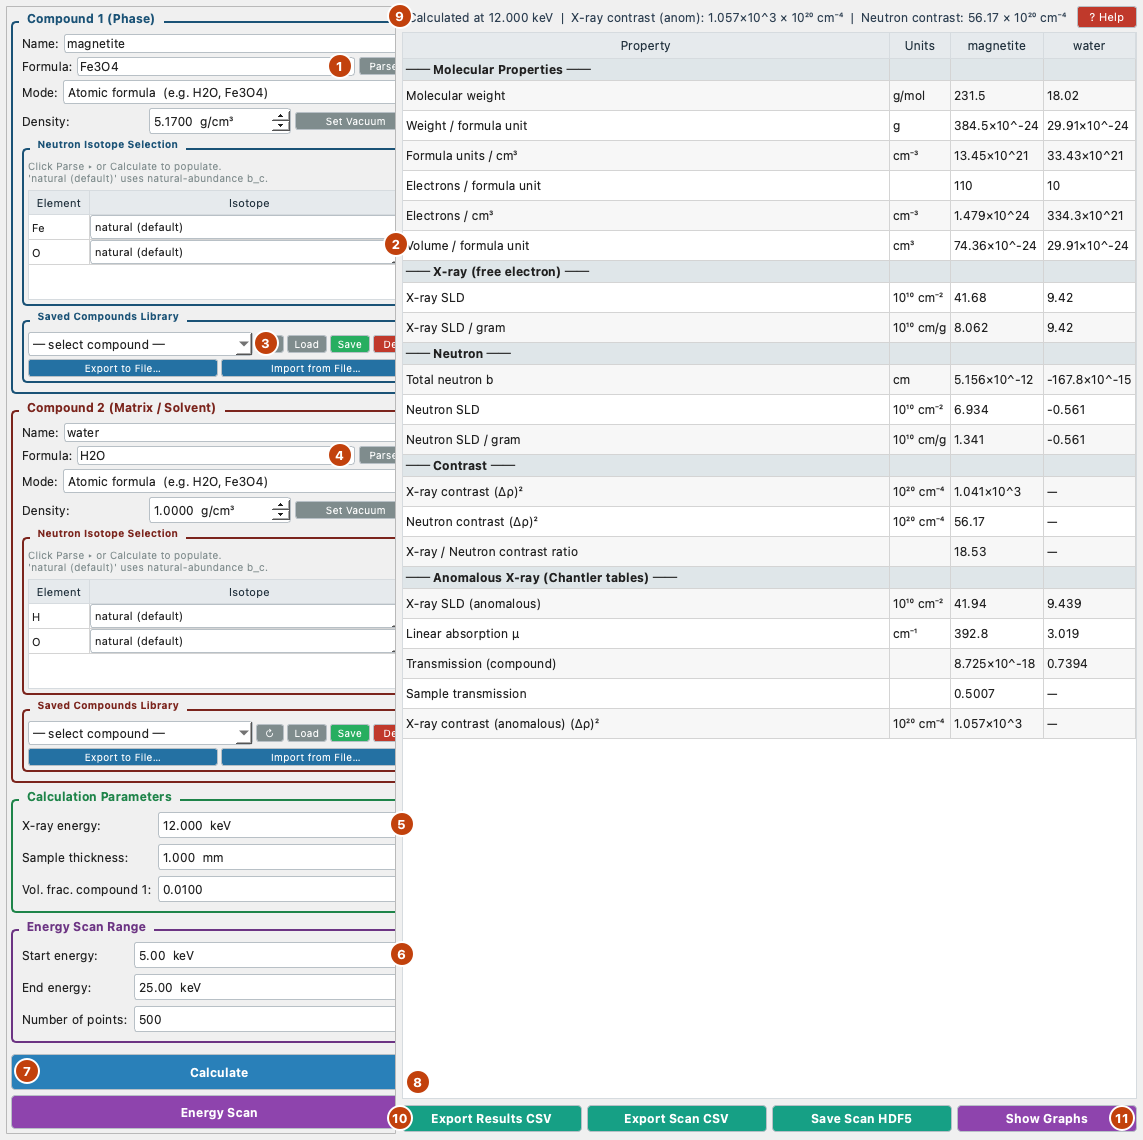 Compound 1 (Phase)
Name: magnetite
Formula: Fe3O4 1 Parse
Mode: Atomic formula (e.g. H2O, Fe3O4)
Density: 5.1700 g/cm³ Set Vacuum
Neutron Isotope Selection
Click Parse • or Calculate to populate.
'natural (default)' uses natural-abundance b_c.
Element Isotope
Fe natural (default)
O natural (default)
2
Saved Compounds Library
— select compound — 3 Load Save De
Export to File... Import from File...
Compound 2 (Matrix / Solvent)
Name: water
Formula: H2O 4 Parse
Mode: Atomic formula (e.g. H2O, Fe3O4)
Density: 1.0000 g/cm³ Set Vacuum
Neutron Isotope Selection
Click Parse • or Calculate to populate.
'natural (default)' uses natural-abundance b_c.
Element Isotope
H natural (default)
O natural (default)
Saved Compounds Library
— select compound — ↻ Load Save De
Export to File... Import from File...
Calculation Parameters
X-ray energy: 12.000 keV 5
Sample thickness: 1.000 mm
Vol. frac. compound 1: 0.0100
Energy Scan Range
Start energy: 5.00 keV 6
End energy: 25.00 keV
Number of points: 500
7 Calculate
Energy Scan
9 Calculated at 12.000 keV | X-ray contrast (anom): 1.057×10^3 × 10²⁰ cm⁻⁴ | Neutron contrast: 56.17 × 10²⁰ cm⁻⁴ ? Help
Property Units magnetite water
—— Molecular Properties ——
Molecular weight g/mol 231.5 18.02
Weight / formula unit g 384.5×10^-24 29.91×10^-24
Formula units / cm³ cm⁻³ 13.45×10^21 33.43×10^21
Electrons / formula unit 110 10
Electrons / cm³ cm⁻³ 1.479×10^24 334.3×10^21
Volume / formula unit cm³ 74.36×10^-24 29.91×10^-24
—— X-ray (free electron) ——
X-ray SLD 10¹⁰ cm⁻² 41.68 9.42
X-ray SLD / gram 10¹⁰ cm/g 8.062 9.42
—— Neutron ——
Total neutron b cm 5.156×10^-12 -167.8×10^-15
Neutron SLD 10¹⁰ cm⁻² 6.934 -0.561
Neutron SLD / gram 10¹⁰ cm/g 1.341 -0.561
—— Contrast ——
X-ray contrast (Δρ)² 10²⁰ cm⁻⁴ 1.041×10^3 —
Neutron contrast (Δρ)² 10²⁰ cm⁻⁴ 56.17 —
X-ray / Neutron contrast ratio 18.53 —
—— Anomalous X-ray (Chantler tables) ——
X-ray SLD (anomalous) 10¹⁰ cm⁻² 41.94 9.439
Linear absorption μ cm⁻¹ 392.8 3.019
Transmission (compound) 8.725×10^-18 0.7394
Sample transmission 0.5007 —
X-ray contrast (anomalous) (Δρ)² 10²⁰ cm⁻⁴ 1.057×10^3 —
8
10 Export Results CSV Export Scan CSV Save Scan HDF5 Show Graphs 11